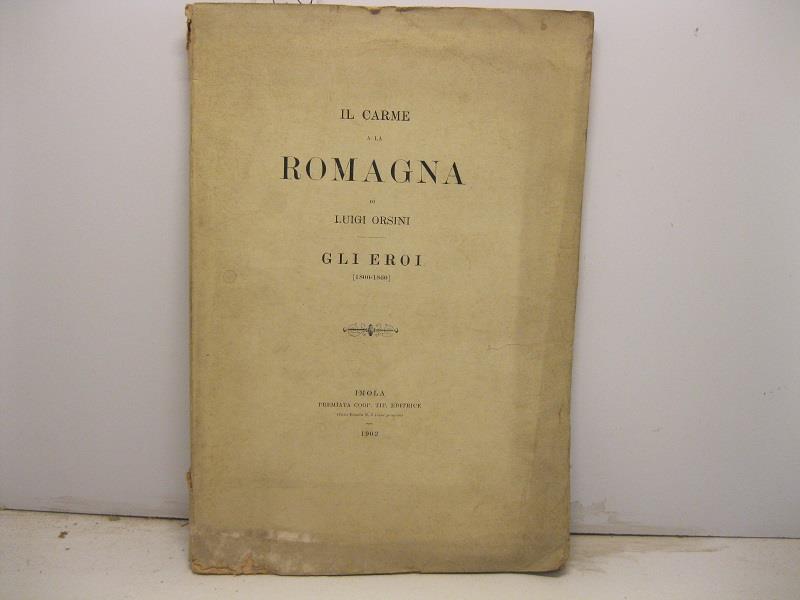 IL CARME
A LA
ROMAGNA
DI
LUIGI ORSINI
GLI EROI
[1800-1860]
IMOLA
PREMIATA COOP. TIP. EDITRICE
1902